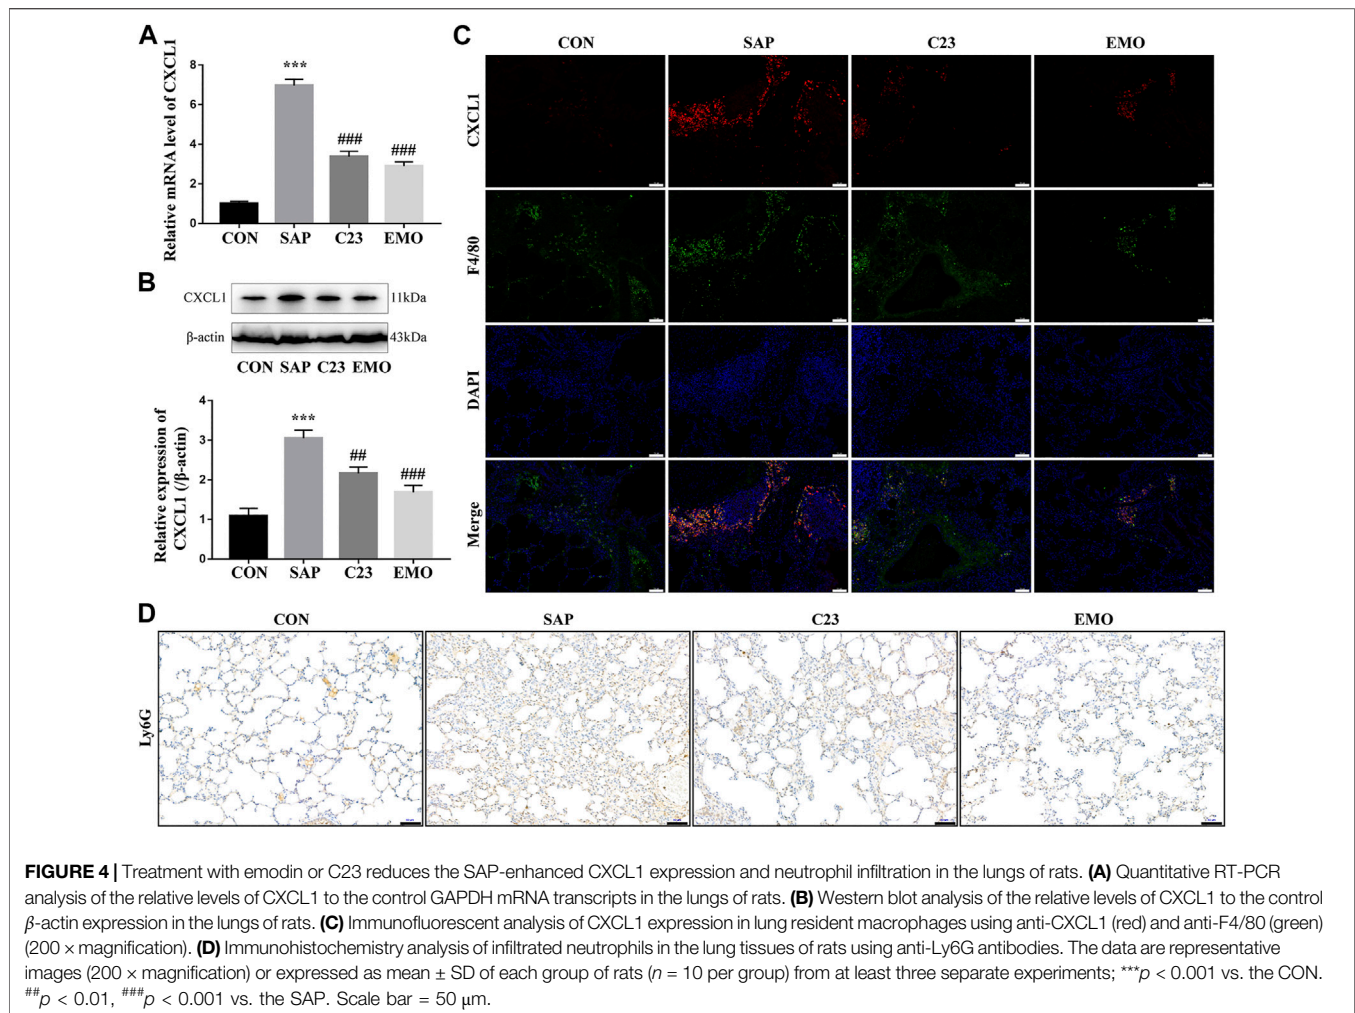 A
Relative mRNA level of CXCL1
8
6
4
2
0
***
###
###
CON SAP C23 EMO
B
CXCL1 11kDa
β-actin 43kDa
CON SAP C23 EMO
Relative expression of
CXCL1 (/β-actin)
4
3
2
1
0
***
##
###
CON SAP C23 EMO
C
CON SAP C23 EMO
CXCL1
F4/80
DAPI
Merge
D
CON SAP C23 EMO
Ly6G
FIGURE 4 | Treatment with emodin or C23 reduces the SAP-enhanced CXCL1 expression and neutrophil infiltration in the lungs of rats. (A) Quantitative RT-PCR
analysis of the relative levels of CXCL1 to the control GAPDH mRNA transcripts in the lungs of rats. (B) Western blot analysis of the relative levels of CXCL1 to the control
β-actin expression in the lungs of rats. (C) Immunofluorescent analysis of CXCL1 expression in lung resident macrophages using anti-CXCL1 (red) and anti-F4/80 (green)
(200 × magnification). (D) Immunohistochemistry analysis of infiltrated neutrophils in the lung tissues of rats using anti-Ly6G antibodies. The data are representative
images (200 × magnification) or expressed as mean ± SD of each group of rats (n = 10 per group) from at least three separate experiments; ***p < 0.001 vs. the CON.
##p < 0.01, ###p < 0.001 vs. the SAP. Scale bar = 50 μm.